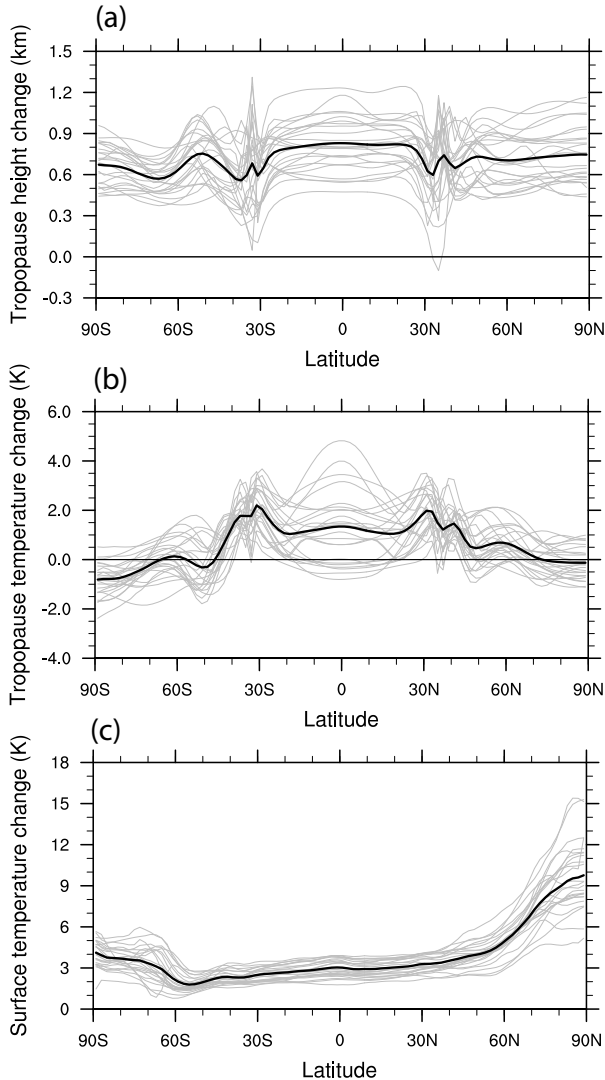 (a)
Tropopause height change (km)
1.5
1.2
0.9
0.6
0.3
0.0
-0.3
90S 60S 30S 0 30N 60N 90N
Latitude
(b)
Tropopause temperature change (K)
6.0
4.0
2.0
0.0
-2.0
-4.0
90S 60S 30S 0 30N 60N 90N
Latitude
(c)
Surface temperature change (K)
18
15
12
9
6
3
0
90S 60S 30S 0 30N 60N 90N
Latitude